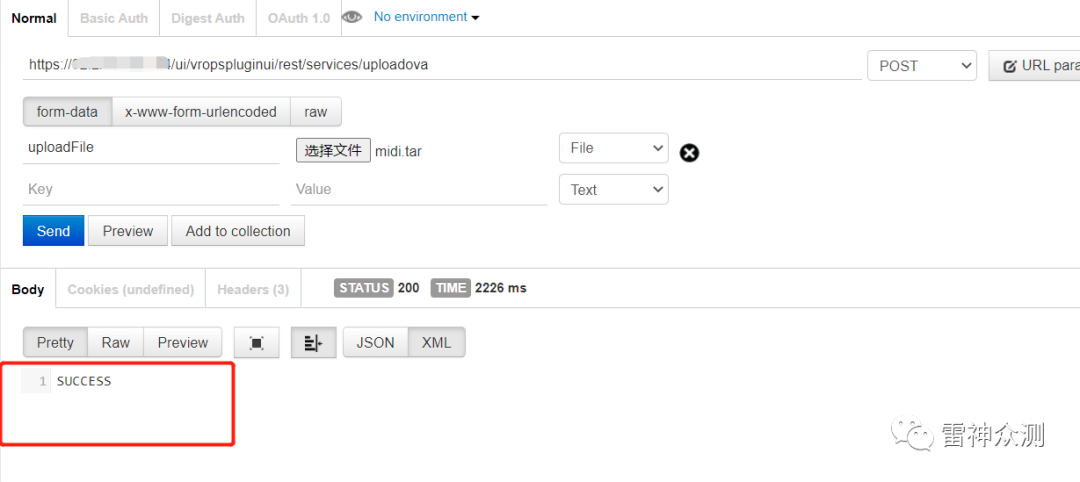 Normal Basic Auth Digest Auth OAuth 1.0 No environment
https:// /ui/vropspluginui/rest/services/uploadova POST URL para
form-data x-www-form-urlencoded raw
uploadFile 选择文件 midi.tar File
Key Value Text
Send Preview Add to collection
Body Cookies (undefined) Headers (3) STATUS 200 TIME 2226 ms
Pretty Raw Preview JSON XML
1 SUCCESS
雷神众测